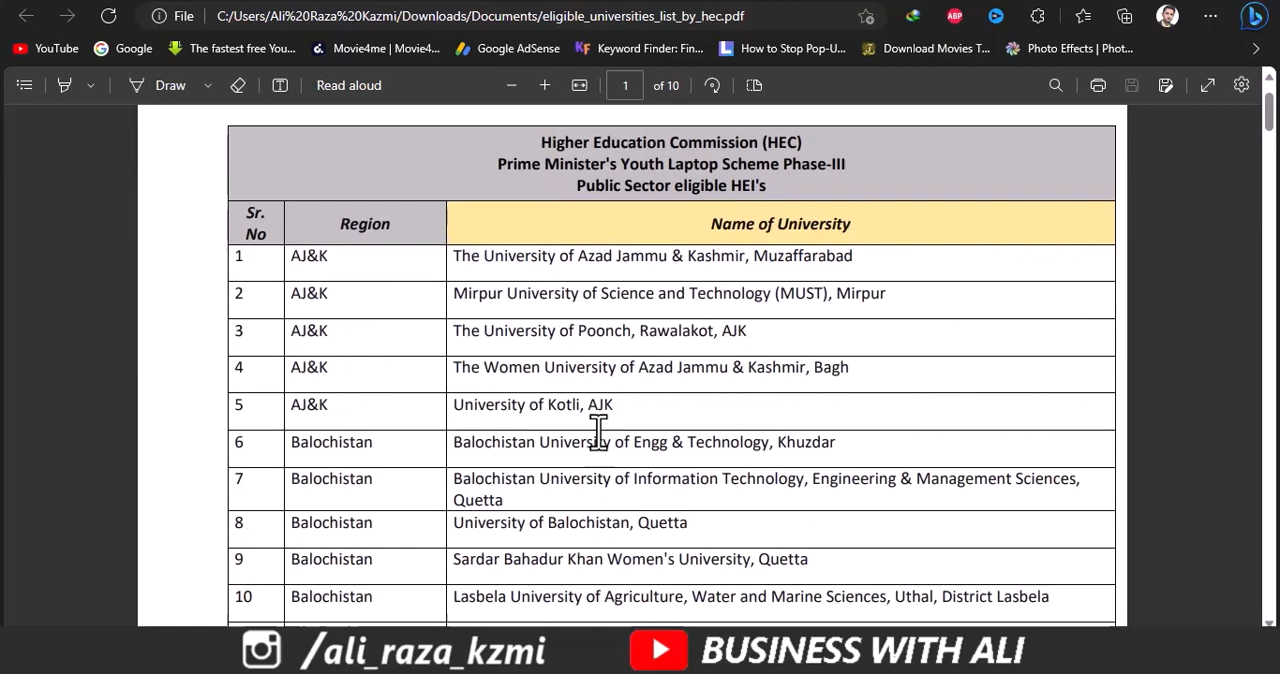 File
C:/Users/Ali%20Raza%20Kazmi/Downloads/Documents/eligible_universities_list_by_hec.pdf
ABP
YouTube
Google
The fastest free You...
Movie4me | Movie4...
Google AdSense
KF
Keyword Finder: Fin...
L
How to Stop Pop-U...
Download Movies T...
Photo Effects | Phot...
Draw
Read aloud
1
of 10
Higher Education Commission (HEC)
Prime Minister's Youth Laptop Scheme Phase-III
Public Sector eligible HEI's
Sr. No
Region
Name of University
1 AJ&K The University of Azad Jammu & Kashmir, Muzaffarabad
2 AJ&K Mirpur University of Science and Technology (MUST), Mirpur
3 AJ&K The University of Poonch, Rawalakot, AJK
4 AJ&K The Women University of Azad Jammu & Kashmir, Bagh
5 AJ&K University of Kotli, AJK
6 Balochistan Balochistan University of Engg & Technology, Khuzdar
7 Balochistan Balochistan University of Information Technology, Engineering & Management Sciences,
Quetta
8 Balochistan University of Balochistan, Quetta
9 Balochistan Sardar Bahadur Khan Women's University, Quetta
10 Balochistan Lasbela University of Agriculture, Water and Marine Sciences, Uthal, District Lasbela
/ali_raza_kzmi
BUSINESS WITH ALI